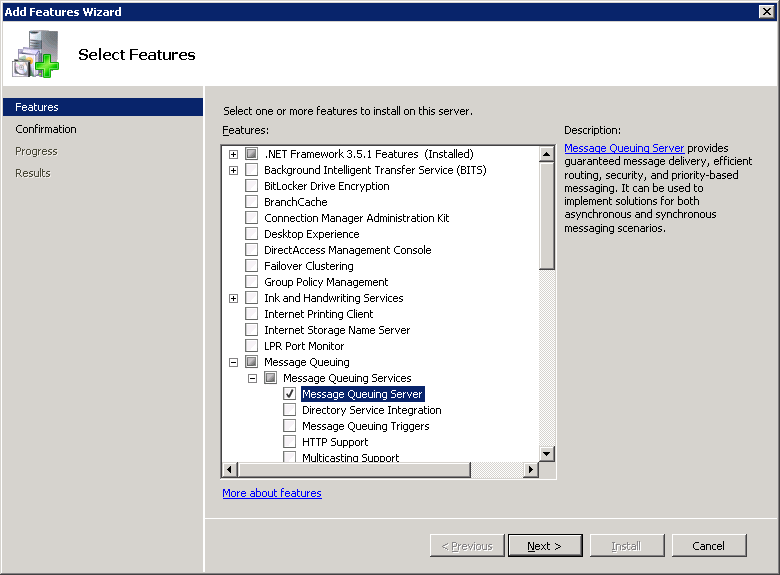 Add Features Wizard
Select Features
Features
Confirmation
Progress
Results
Select one or more features to install on this server.
Features:
.NET Framework 3.5.1 Features (Installed)
Background Intelligent Transfer Service (BITS)
BitLocker Drive Encryption
BranchCache
Connection Manager Administration Kit
Desktop Experience
DirectAccess Management Console
Failover Clustering
Group Policy Management
Ink and Handwriting Services
Internet Printing Client
Internet Storage Name Server
LPR Port Monitor
Message Queuing
Message Queuing Services
Message Queuing Server
Directory Service Integration
Message Queuing Triggers
HTTP Support
Multicasting Support
More about features
Description:
Message Queuing Server provides
guaranteed message delivery, efficient
routing, security, and priority-based
messaging. It can be used to
implement solutions for both
asynchronous and synchronous
messaging scenarios.
< Previous
Next >
Install
Cancel